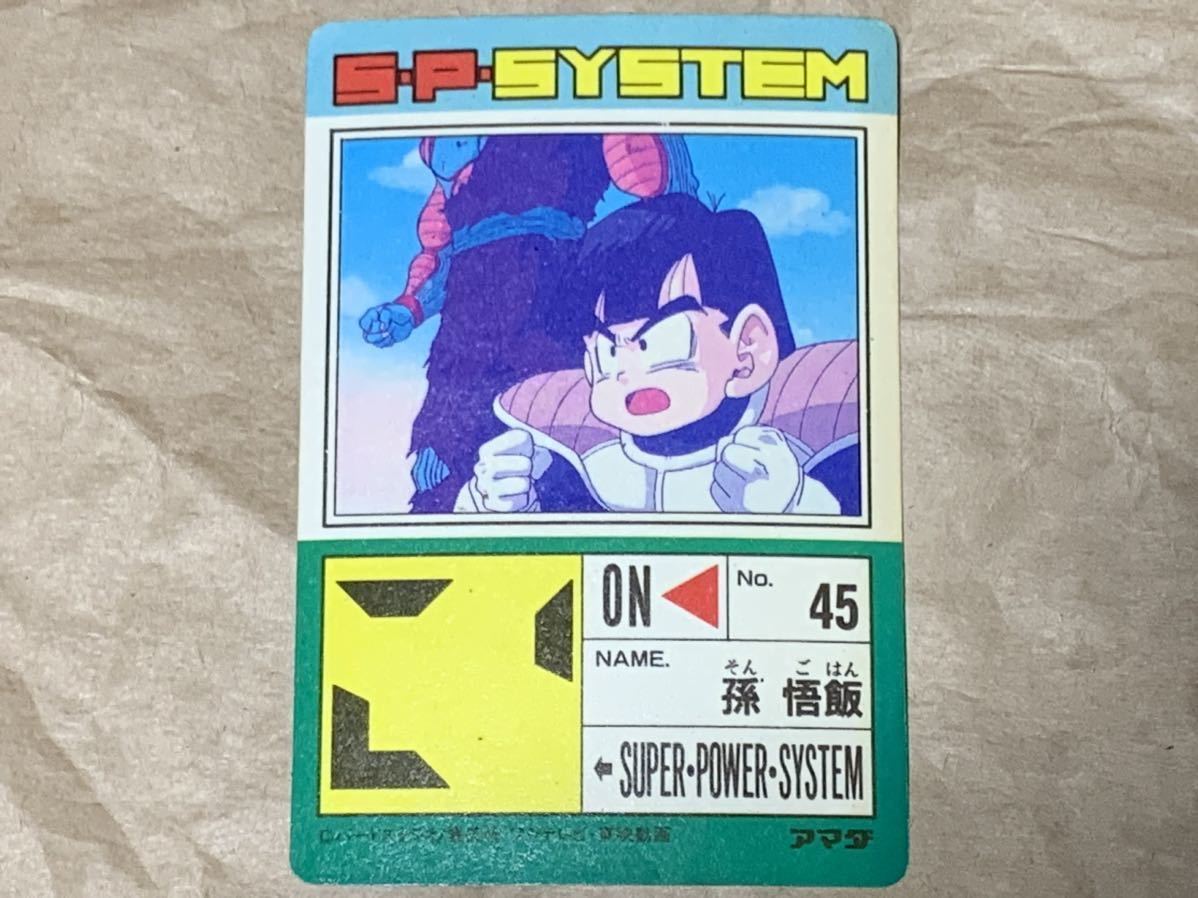 S·P·SYSTEM
ON
No.
45
NAME.
そん ご はん
孫 悟飯
SUPER·POWER·SYSTEM
アマダ